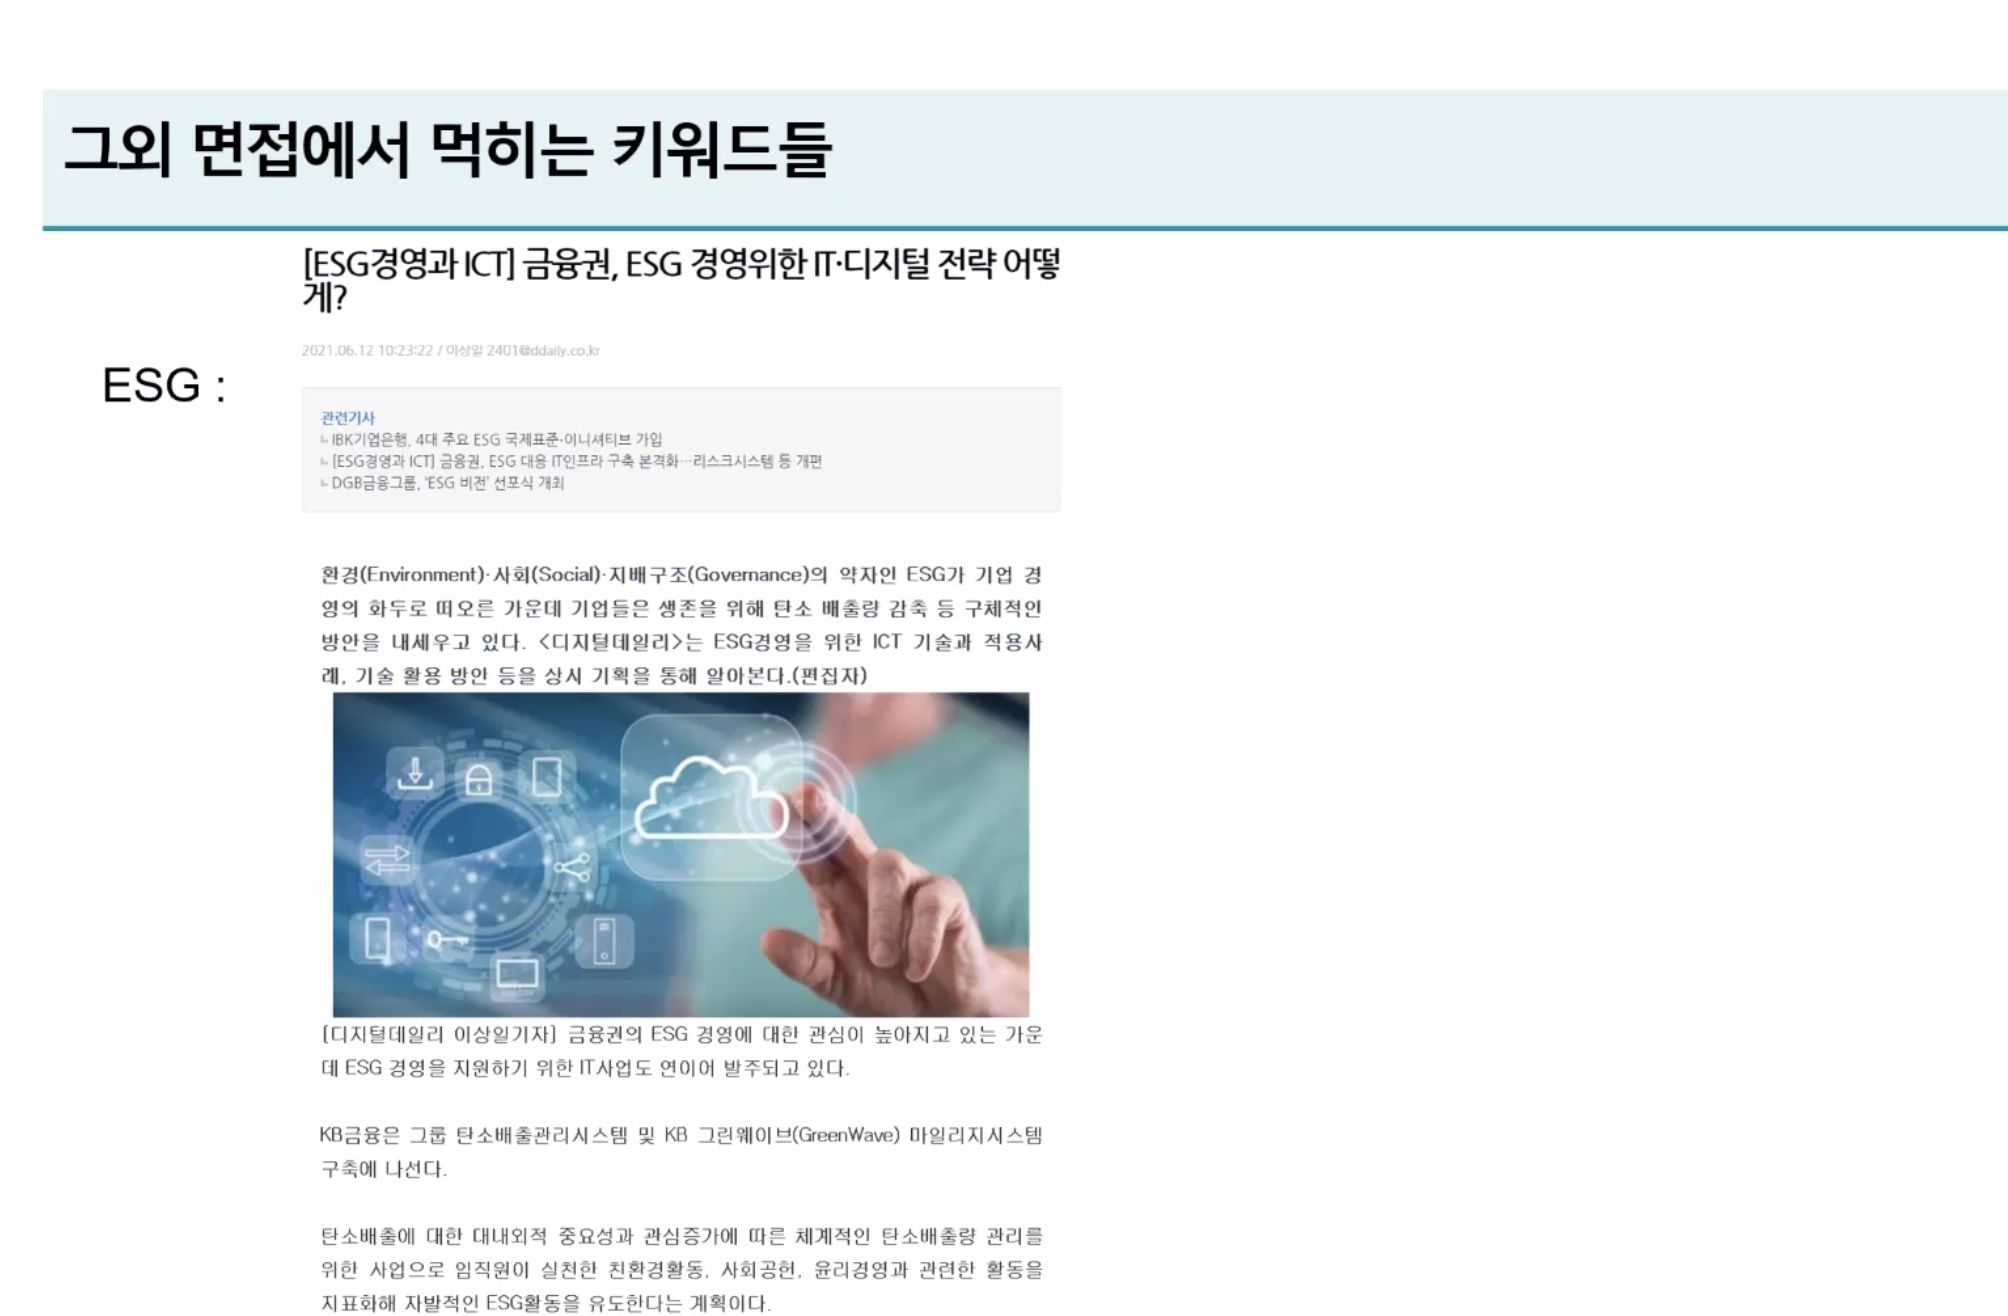 그외 면접에서 먹히는 키워드들
[ESG경영과 ICT] 금융권, ESG 경영위한 IT·디지털 전략 어떻
게?
2021.06.12 10:23:22 / 이상일 2401@ddaily.co.kr
ESG :
관련기사
IBK기업은행, 4대 주요 ESG 국제표준·이니셔티브 가입
[ESG경영과 ICT] 금융권, ESG 대응 IT인프라 구축 본격화…리스크시스템 등 개편
DGB금융그룹, 'ESG 비전' 선포식 개최
환경(Environment)·사회(Social)·지배구조(Governance)의 약자인 ESG가 기업 경
영의 화두로 떠오른 가운데 기업들은 생존을 위해 탄소 배출량 감축 등 구체적인
방안을 내세우고 있다. <디지털데일리>는 ESG경영을 위한 ICT 기술과 적용사
례, 기술 활용 방안 등을 상시 기획을 통해 알아본다.(편집자)
[디지털데일리 이상일기자] 금융권의 ESG 경영에 대한 관심이 높아지고 있는 가운
데 ESG 경영을 지원하기 위한 IT사업도 연이어 발주되고 있다.
KB금융은 그룹 탄소배출관리시스템 및 KB 그린웨이브(GreenWave) 마일리지시스템
구축에 나선다.
탄소배출에 대한 대내외적 중요성과 관심증가에 따른 체계적인 탄소배출량 관리를
위한 사업으로 임직원이 실천한 친환경활동, 사회공헌, 윤리경영과 관련한 활동을
지표화해 자발적인 ESG활동을 유도한다는 계획이다.